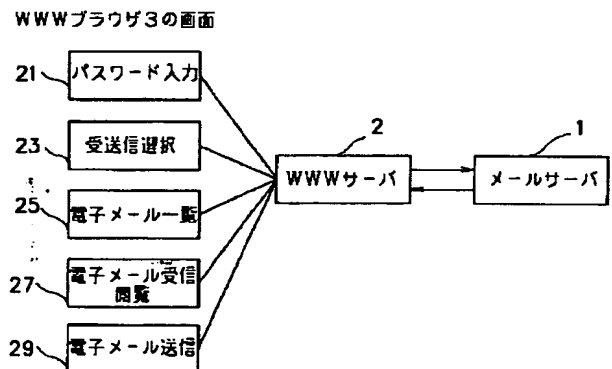 WWWブラウザ3の画面
21
パスワード入力
23
受送信選択
25
電子メール一覧
27
電子メール受信
閲覧
29
電子メール送信
2
WWWサーバ
1
メールサーバ